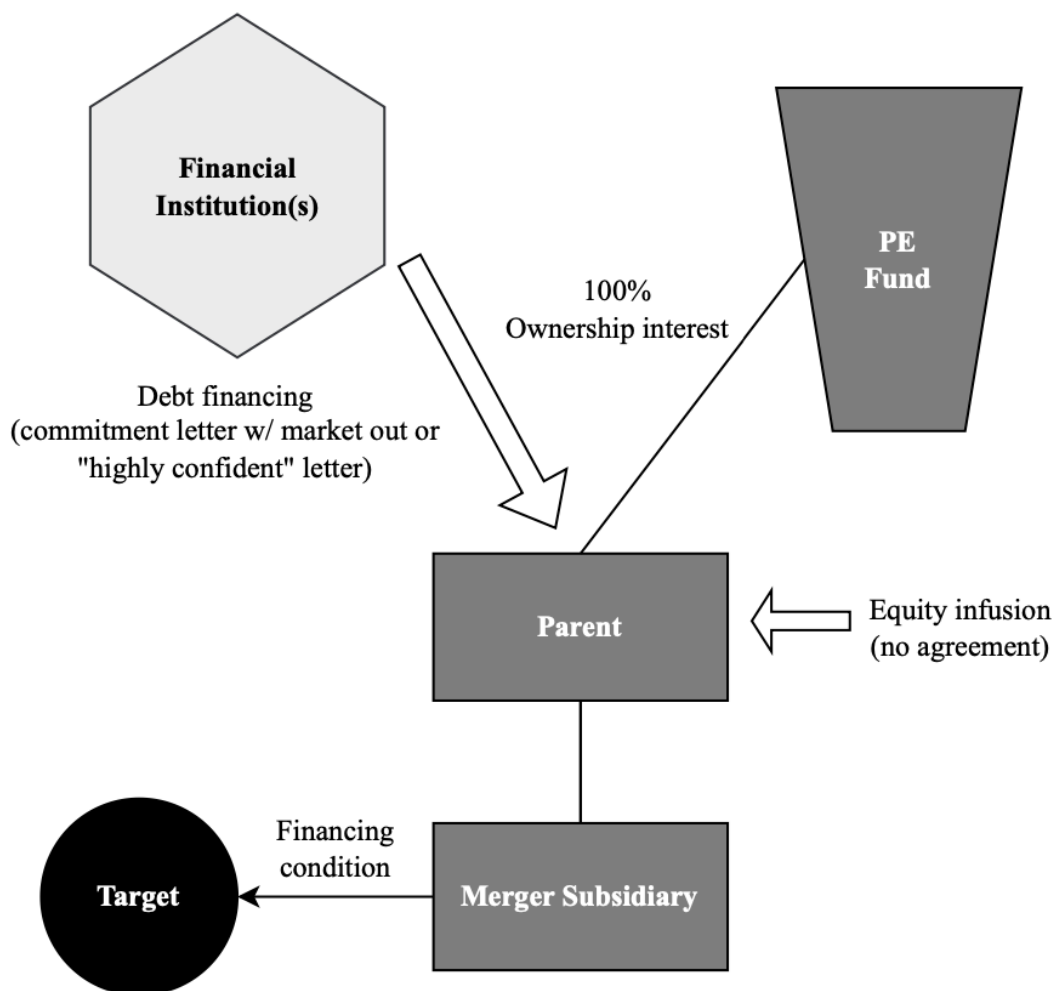 Financial
Institution(s)
PE
Fund
100%
Ownership interest
Debt financing
(commitment letter w/ market out or
"highly confident" letter)
Parent
Equity infusion
(no agreement)
Financing
condition
Target
Merger Subsidiary